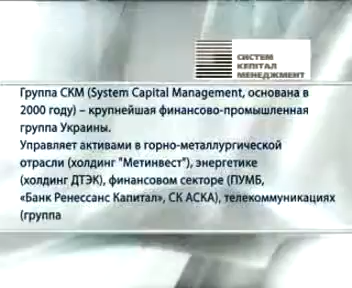 СИСТЕМ
КЕПІТАЛ
МЕНЕДЖМЕНТ
Группа СКМ (System Capital Management, основана в
2000 году) – крупнейшая финансово-промышленная
группа Украины.
Управляет активами в горно-металлургической
отрасли (холдинг "Метинвест"), энергетике
(холдинг ДТЭК), финансовом секторе (ПУМБ,
«Банк Ренессанс Капитал», СК АСКА), телекоммуникациях
(группа